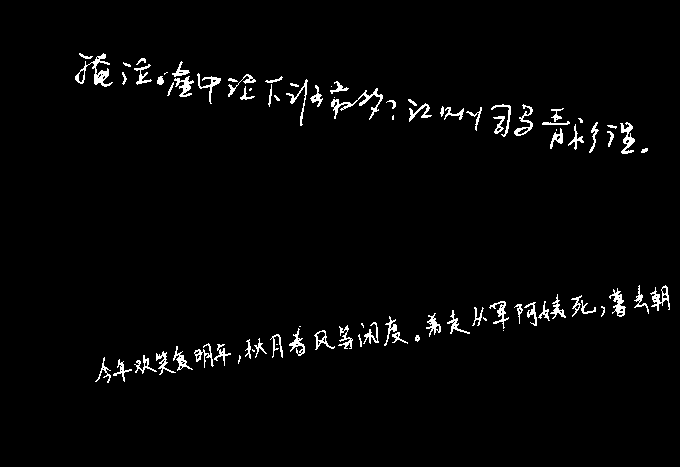 掩泣。座中泣下谁最多?江州司马青衫湿。
今年欢笑复明年,秋月春风等闲度。弟走从军阿姨死,暮去朝